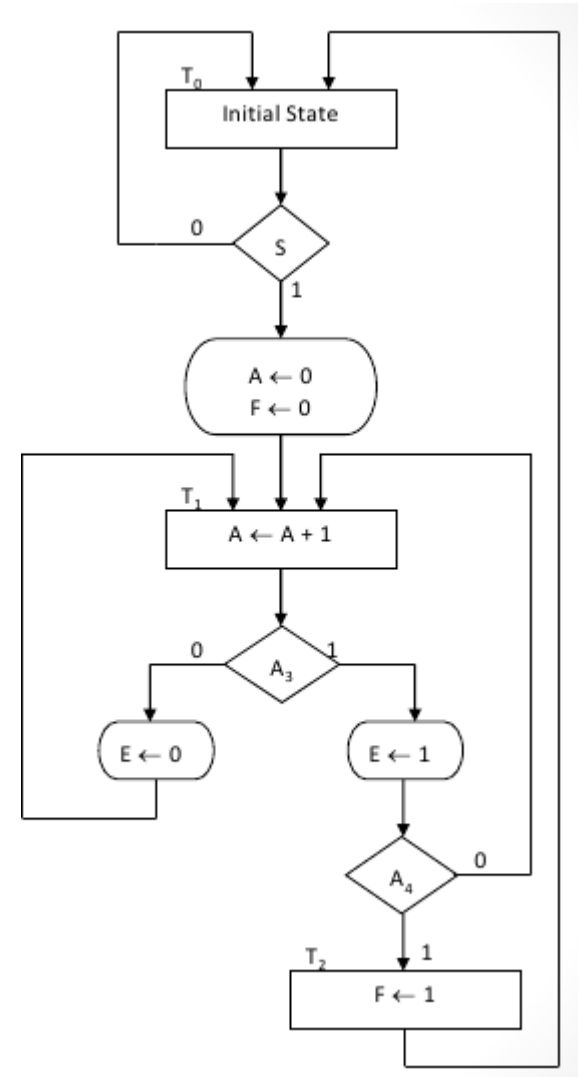 T₀
Initial State
0
S
1
A ← 0
F ← 0
T₁
A ← A + 1
0
1
A₃
E ← 0
E ← 1
A₄
0
1
T₂
F ← 1